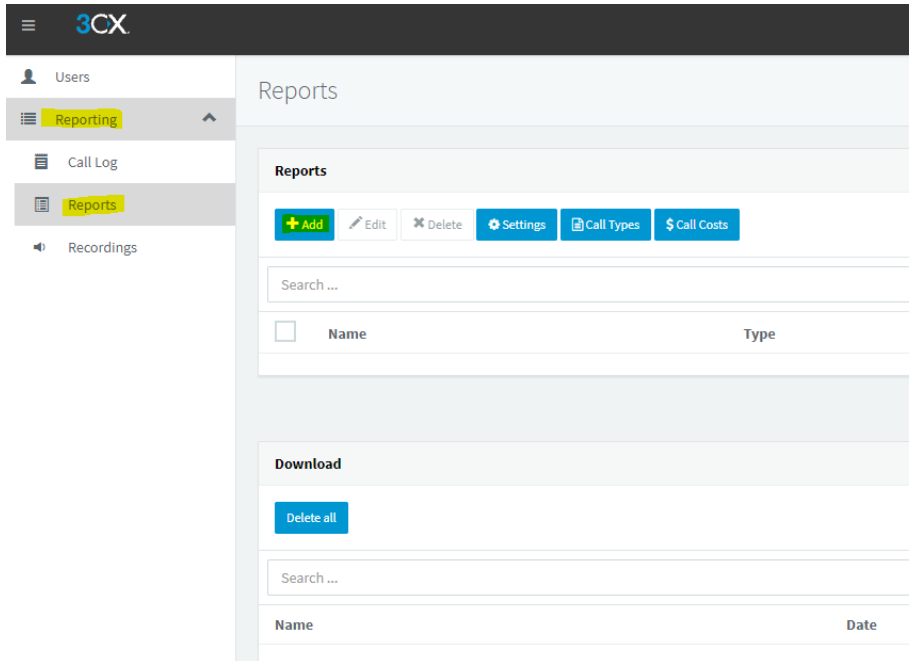 3CX
Users
Reports
Reporting
Call Log
Reports
Reports
Add Edit Delete Settings Call Types $ Call Costs
Recordings
Search ...
Name Type
Download
Delete all
Search ...
Name Date